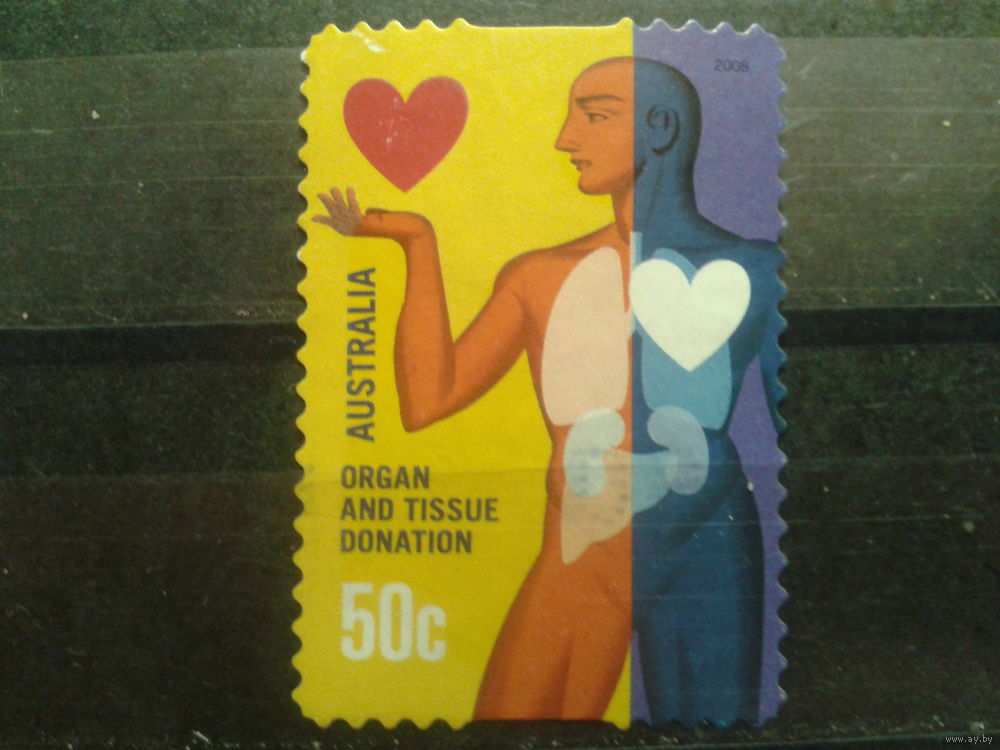 2008
AUSTRALIA
ORGAN
AND TISSUE
DONATION
50c
www.ay.by